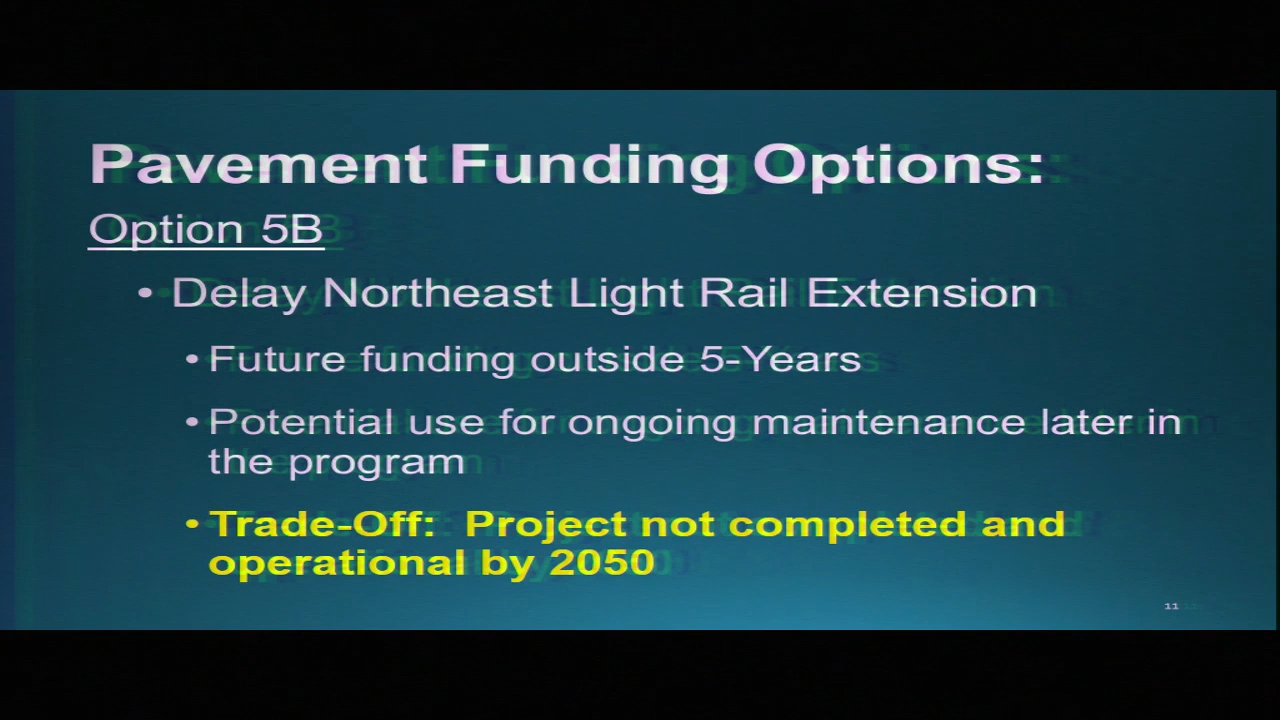 Pavement Funding Options:
Option 5B
• Delay Northeast Light Rail Extension
• Future funding outside 5-Years
• Potential use for ongoing maintenance later in
the program
• Trade-Off: Project not completed and
operational by 2050
11